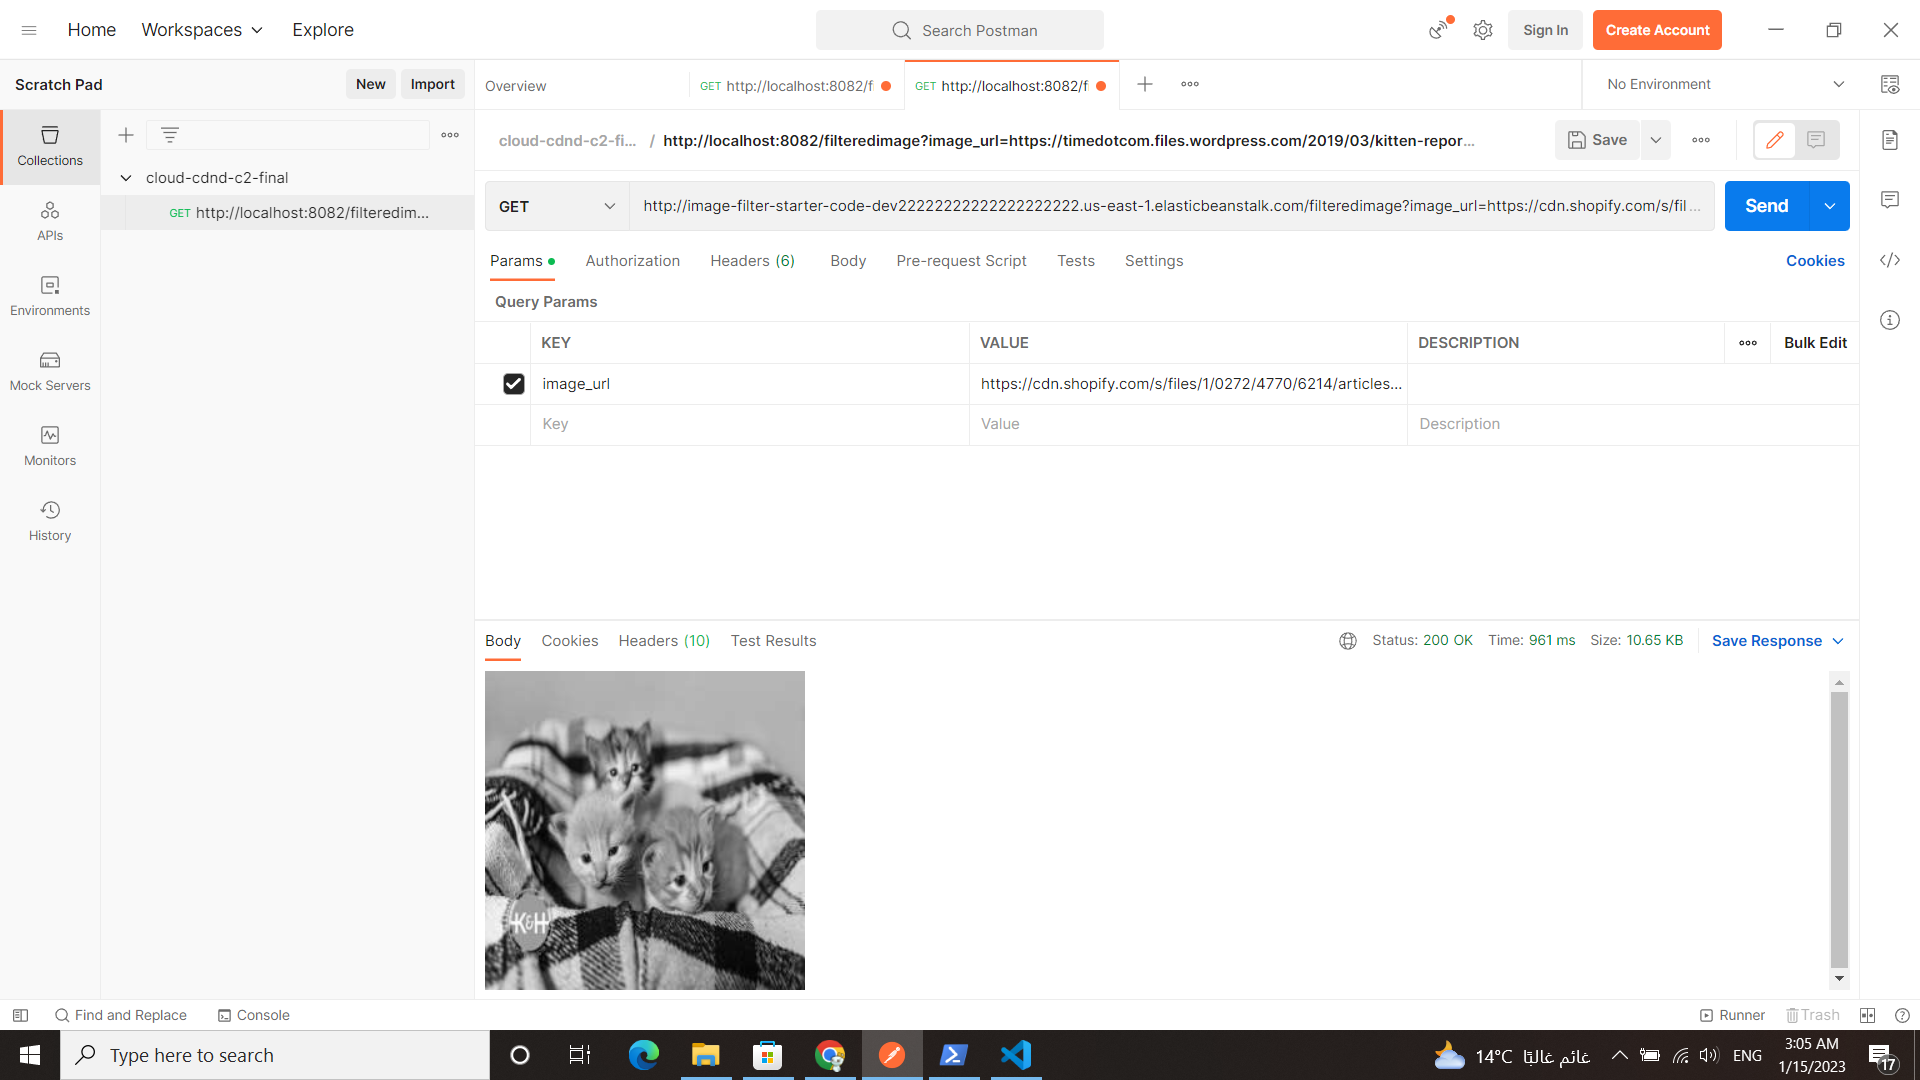 Home Workspaces Explore
Search Postman
Sign In Create Account
Scratch Pad New Import
Overview
GET http://localhost:8082/f
GET http://localhost:8082/f
No Environment
Collections
APIs
Environments
Mock Servers
Monitors
History
cloud-cdnd-c2-final
GET http://localhost:8082/filteredim...
cloud-cdnd-c2-fi... / http://localhost:8082/filteredimage?image_url=https://timedotcom.files.wordpress.com/2019/03/kitten-repor...
Save
GET http://image-filter-starter-code-dev22222222222222222222.us-east-1.elasticbeanstalk.com/filteredimage?image_url=https://cdn.shopify.com/s/fil...
Send
Params Authorization Headers (6) Body Pre-request Script Tests Settings Cookies
Query Params
KEY VALUE DESCRIPTION Bulk Edit
image_url https://cdn.shopify.com/s/files/1/0272/4770/6214/articles...
Key Value Description
Body Cookies Headers (10) Test Results
Status: 200 OK Time: 961 ms Size: 10.65 KB Save Response
K&H
Find and Replace Console
Runner Trash
Type here to search
14°C غائم غالبًا
ENG
3:05 AM
1/15/2023
17